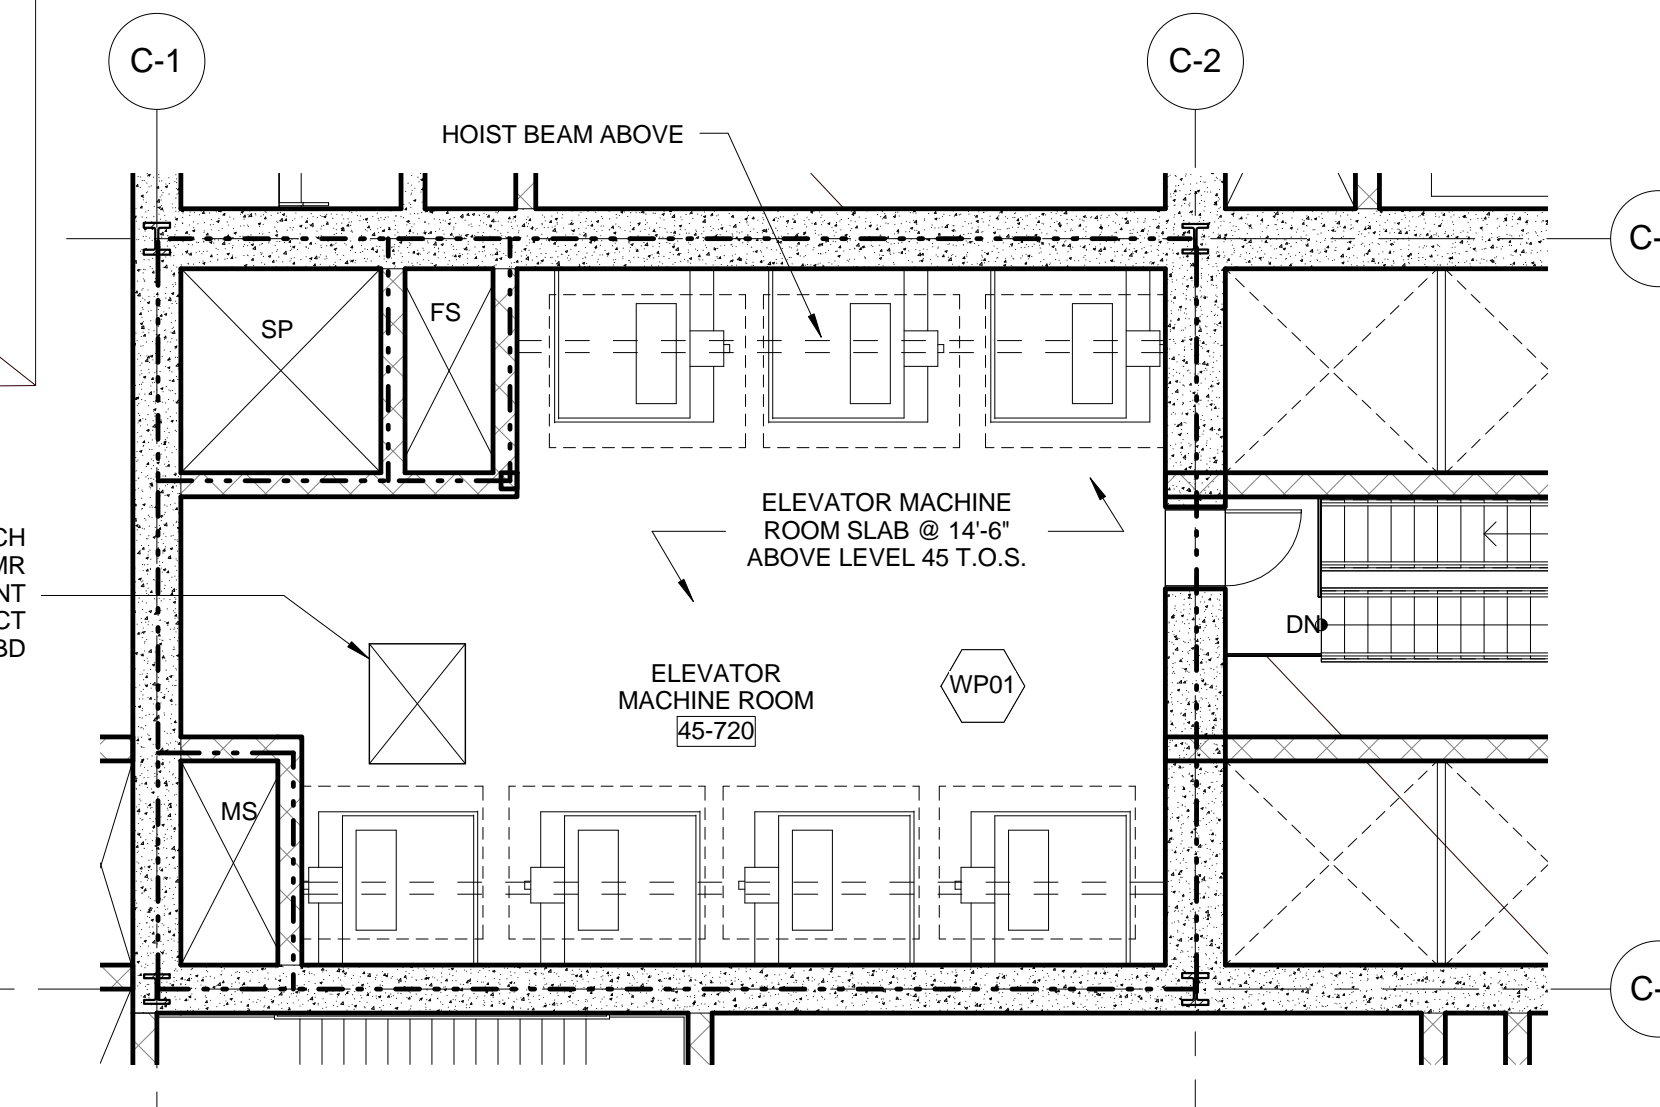 C-1
C-2
HOIST BEAM ABOVE
C-
SP
FS
ELEVATOR MACHINE
ROOM SLAB @ 14'-6"
ABOVE LEVEL 45 T.O.S.
CH
MR
NT
CT
BD
DN
ELEVATOR
MACHINE ROOM
45-720
WP01
MS
C-